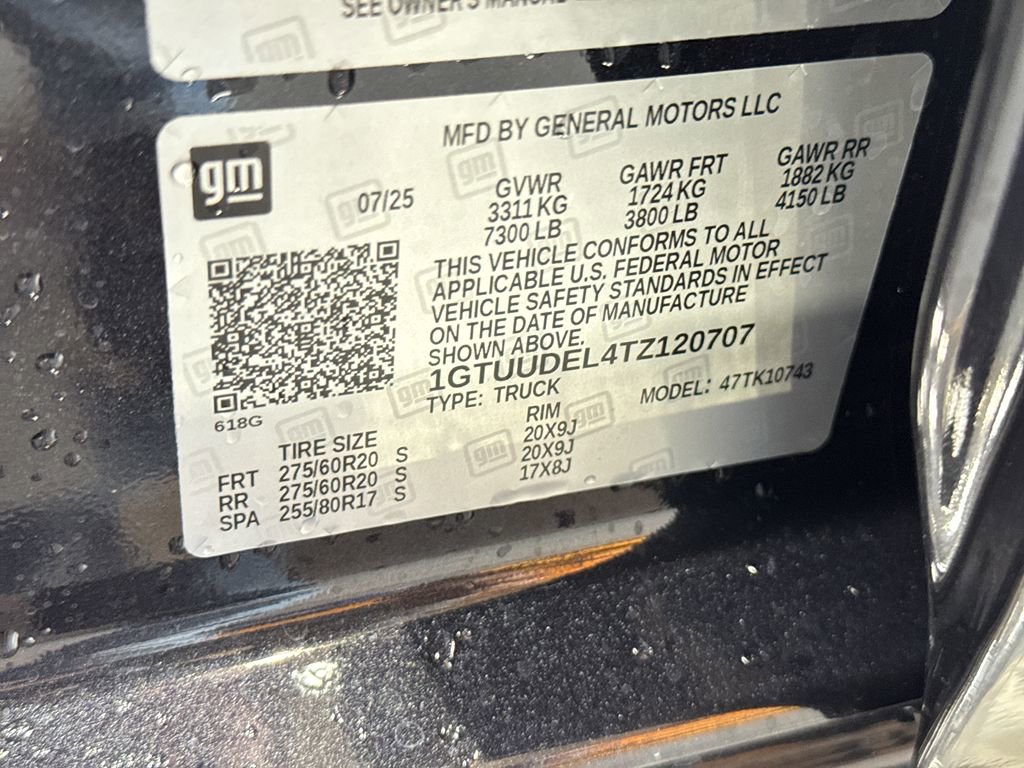 SEE OWNER'S MANUAL
MFD BY GENERAL MOTORS LLC
gm
07/25
GVWR
3311 KG
7300 LB
GAWR FRT
1724 KG
3800 LB
GAWR RR
1882 KG
4150 LB
THIS VEHICLE CONFORMS TO ALL
APPLICABLE U.S. FEDERAL MOTOR
VEHICLE SAFETY STANDARDS IN EFFECT
ON THE DATE OF MANUFACTURE
SHOWN ABOVE.
1GTUUDEL4TZ120707
TYPE: TRUCK
MODEL: 47TK10743
618G
TIRE SIZE
RIM
FRT 275/60R20 S 20X9J
RR 275/60R20 S 20X9J
SPA 255/80R17 S 17X8J